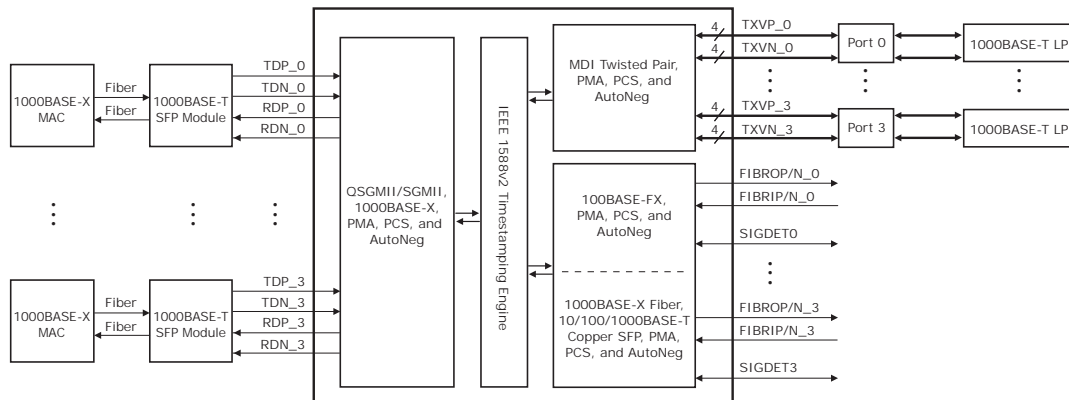 1000BASE-X
MAC
Fiber
Fiber
1000BASE-T
SFP Module
TDP_0
TDN_0
RDP_0
RDN_0
1000BASE-X
MAC
Fiber
Fiber
1000BASE-T
SFP Module
TDP_3
TDN_3
RDP_3
RDN_3
QSGMII/SGMII,
1000BASE-X,
PMA, PCS, and
AutoNeg
IEEE 1588v2 Timestamping Engine
MDI Twisted Pair,
PMA, PCS, and
AutoNeg
4 TXVP_0
4 TXVN_0
4 TXVP_3
4 TXVN_3
Port 0
Port 3
1000BASE-T LP
1000BASE-T LP
100BASE-FX,
PMA, PCS, and
AutoNeg
1000BASE-X Fiber,
10/100/1000BASE-T
Copper SFP, PMA,
PCS, and AutoNeg
FIBROP/N_0
FIBRIP/N_0
SIGDET0
FIBROP/N_3
FIBRIP/N_3
SIGDET3